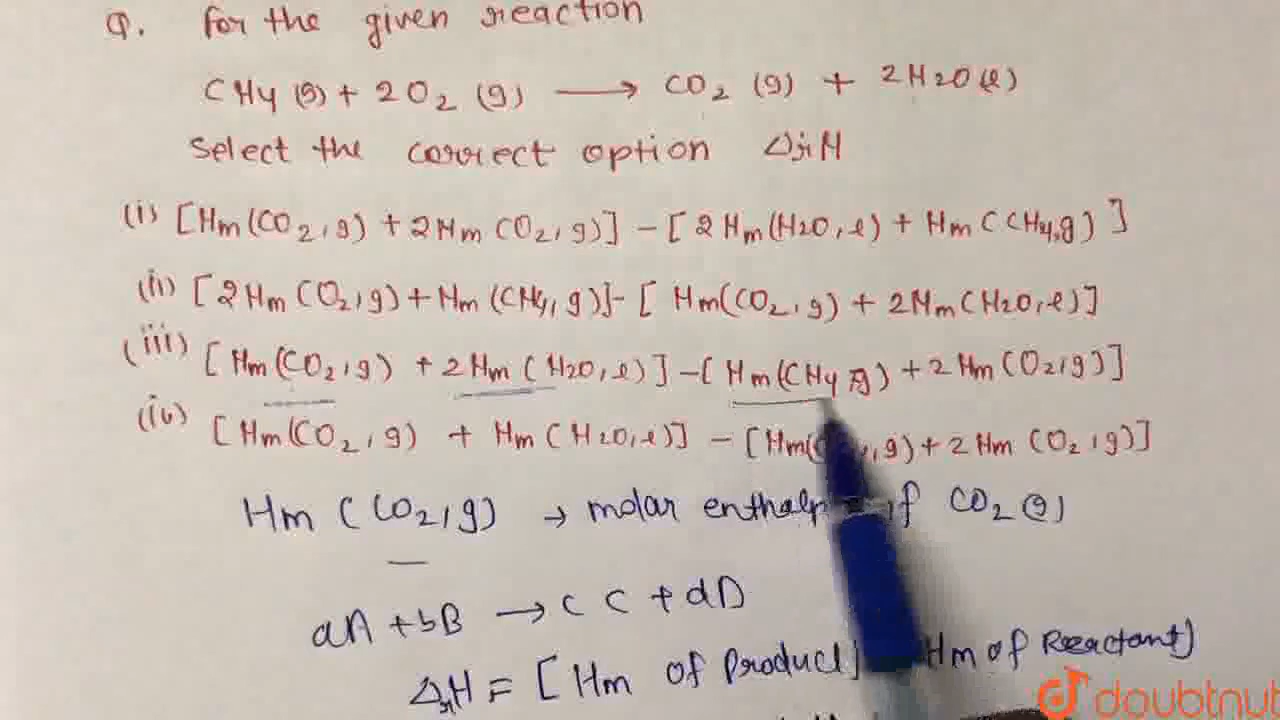 Q. For the given reaction
CH4 (g) + 2O2 (g) ⟶ CO2 (g) + 2H2O(l)
Select the correct option ΔrH
(i) [Hm(CO2,g) + 2Hm CO2,g)] - [2Hm(H2O,l) + Hm (CH4,g)]
(ii) [2Hm (O2,g) + Hm (CH4,g)] - [Hm(CO2,g) + 2Hm(H2O,l)]
(iii) [Hm(CO2,g) + 2Hm (H2O,l)] - [Hm(CH4,g) + 2Hm(O2,g)]
(iv) [Hm(CO2,g) + Hm(H2O,l)] - [Hm( ,g) + 2Hm (O2,g)]
Hm (CO2,g) → molar of CO2(g)
aA + bB → cC + dD
ΔrH = [Hm of Product] Hm of Reactant)
doubtnut